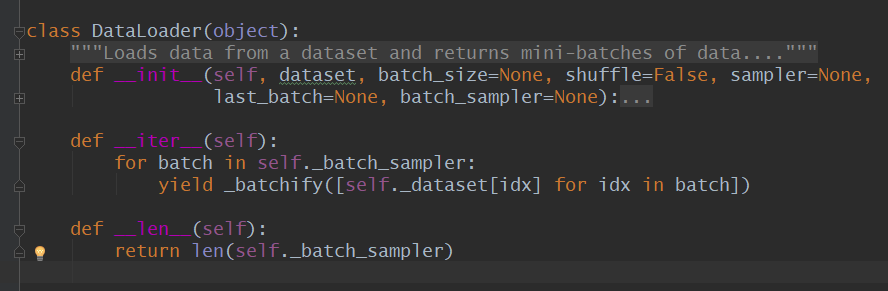 class DataLoader(object):
    """Loads data from a dataset and returns mini-batches of data...."""
    def __init__(self, dataset, batch_size=None, shuffle=False, sampler=None,
                 last_batch=None, batch_sampler=None):...
    def __iter__(self):
        for batch in self._batch_sampler:
            yield _batchify([self._dataset[idx] for idx in batch])
    def __len__(self):
        return len(self._batch_sampler)